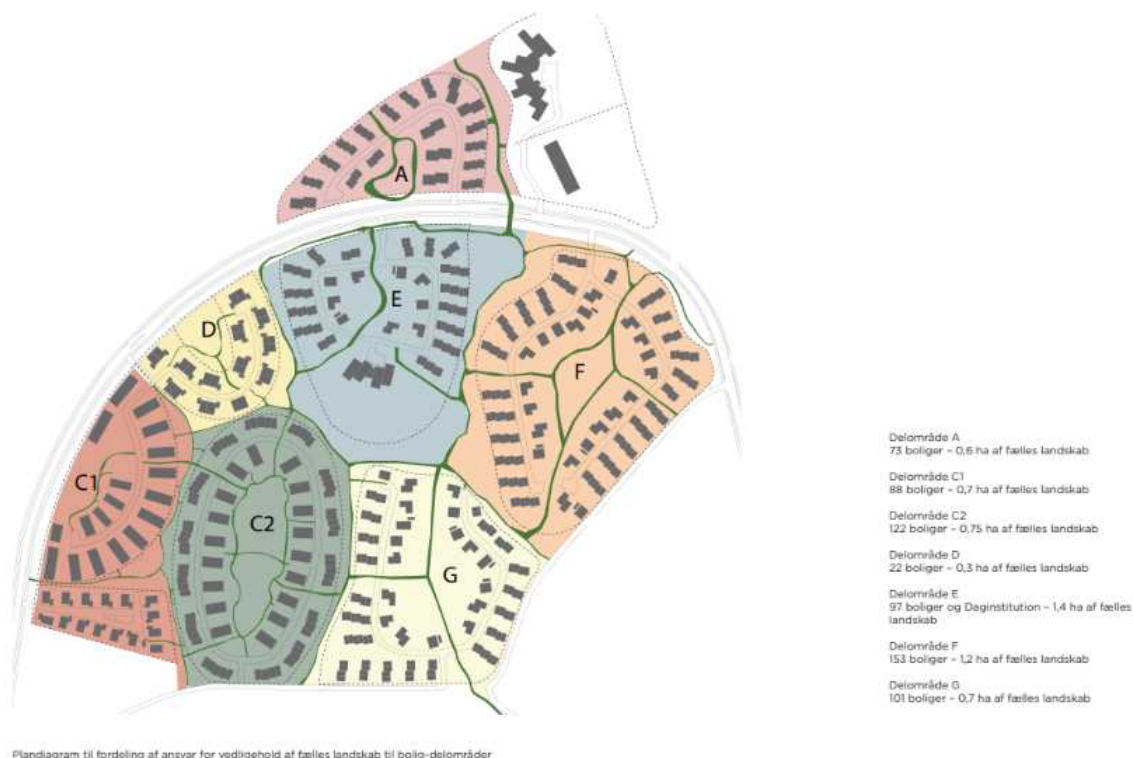 A
E
D
F
C1
C2
G
Delområde A
73 boliger – 0,6 ha af fælles landskab
Delområde C1
88 boliger – 0,7 ha af fælles landskab
Delområde C2
122 boliger – 0,75 ha af fælles landskab
Delområde D
22 boliger – 0,3 ha af fælles landskab
Delområde E
97 boliger og Daginstitution – 1,4 ha af fælles
landskab
Delområde F
153 boliger – 1,2 ha af fælles landskab
Delområde G
101 boliger – 0,7 ha af fælles landskab
Plandiagram til fordeling af ansvar for vedligehold af fælles landskab til bolig-delområder